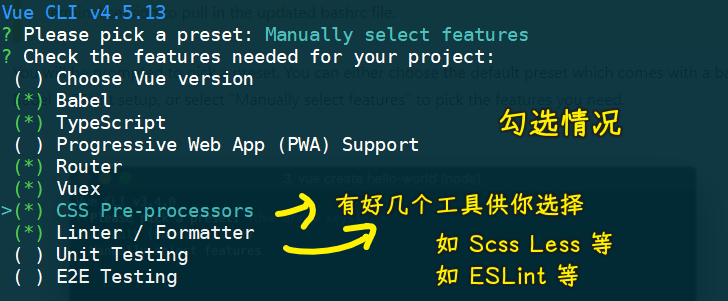 Vue CLI v4.5.13
? Please pick a preset: Manually select features
? Check the features needed for your project:
( ) Choose Vue version
(*) Babel
(*) TypeScript
( ) Progressive Web App (PWA) Support
(*) Router
(*) Vuex
>(*) CSS Pre-processors
(*) Linter / Formatter
( ) Unit Testing
( ) E2E Testing
勾选情况
有好几个工具供你选择
如 Scss Less 等
如 ESLint 等